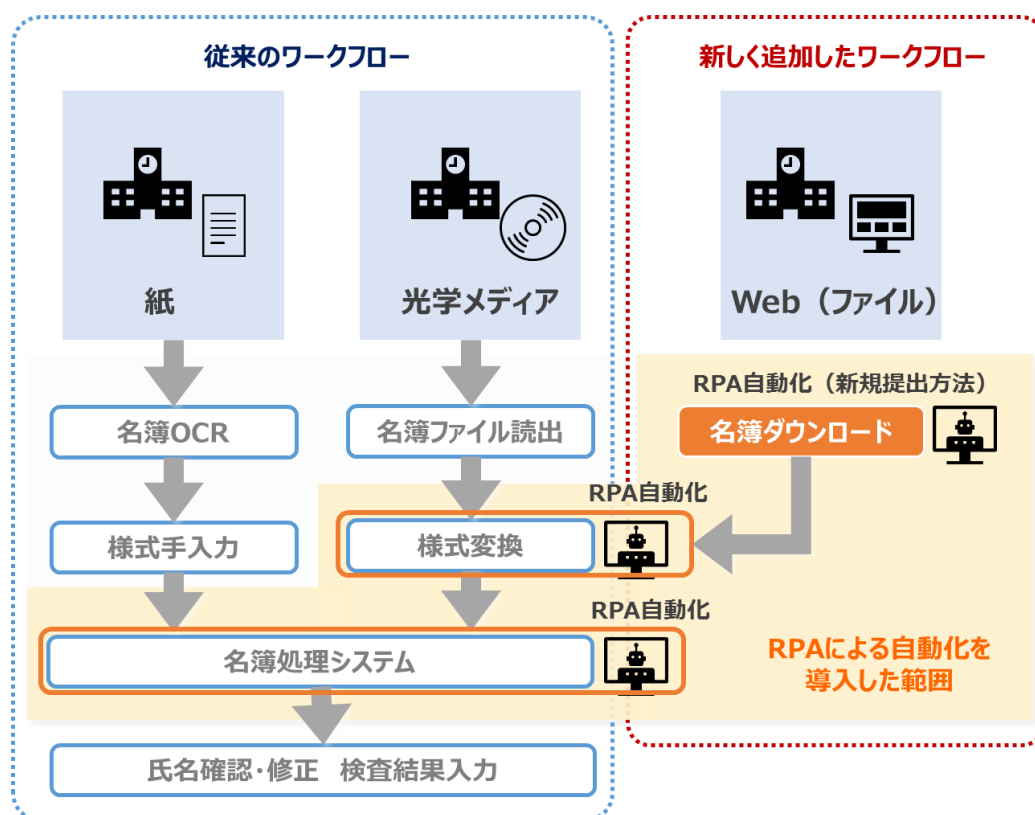 従来のワークフロー
新しく追加したワークフロー
紙
光学メディア
Web（ファイル）
RPA自動化（新規提出方法）
名簿OCR
名簿ファイル読出
名簿ダウンロード
RPA自動化
様式手入力
様式変換
RPA自動化
名簿処理システム
RPAによる自動化を
導入した範囲
氏名確認・修正 検査結果入力